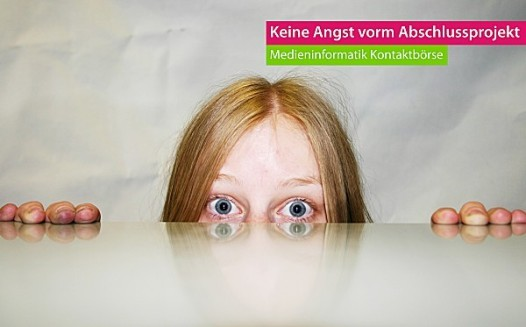 Keine Angst vorm Abschlussprojekt
Medieninformatik Kontaktbörse